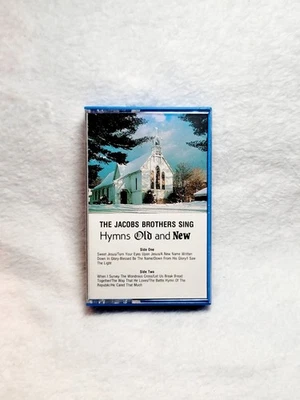 THE JACOBS BROTHERS SING
Hymns Old and New
Side One
Sweet Jesus/Turn Your Eyes Upon Jesus/A New Name Written
Down In Glory/Blessed Be The Name/Down From His Glory/I Saw
The Light
Side Two
When I Survey The Wondrous Cross/Let Us Break Bread
Together/The Way That He Loves/The Battle Hymn Of The
Republic/He Cared That Much